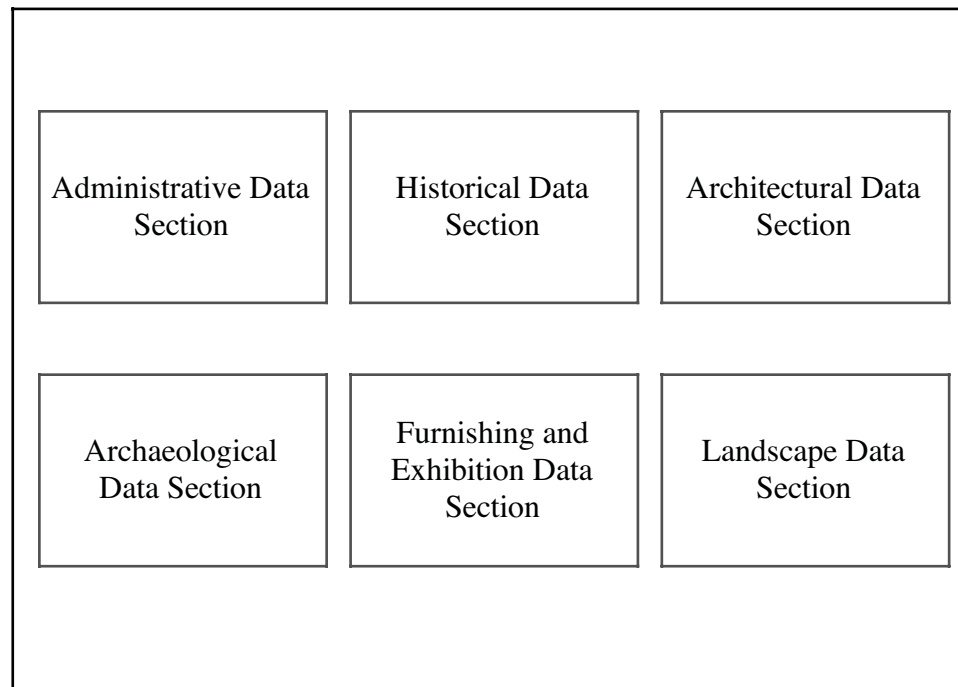 Administrative Data
Section
Historical Data
Section
Architectural Data
Section
Archaeological
Data Section
Furnishing and
Exhibition Data
Section
Landscape Data
Section